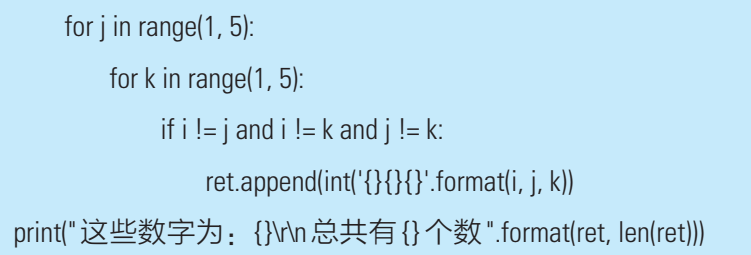 for j in range(1, 5):
for k in range(1, 5):
if i != j and i != k and j != k:
ret.append(int('{}{}{}'.format(i, j, k))
print("这些数字为：{}\r\n总共有{}个数".format(ret, len(ret)))